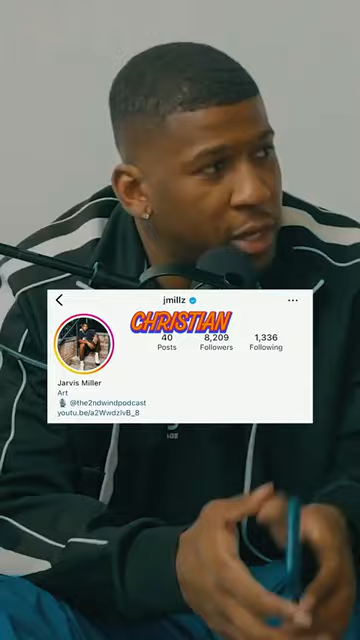 jmillz
CHRISTIAN
40 8,209 1,336
Posts Followers Following
Jarvis Miller
Art
@the2ndwindpodcast
youtu.be/a2WwdzIvB_8